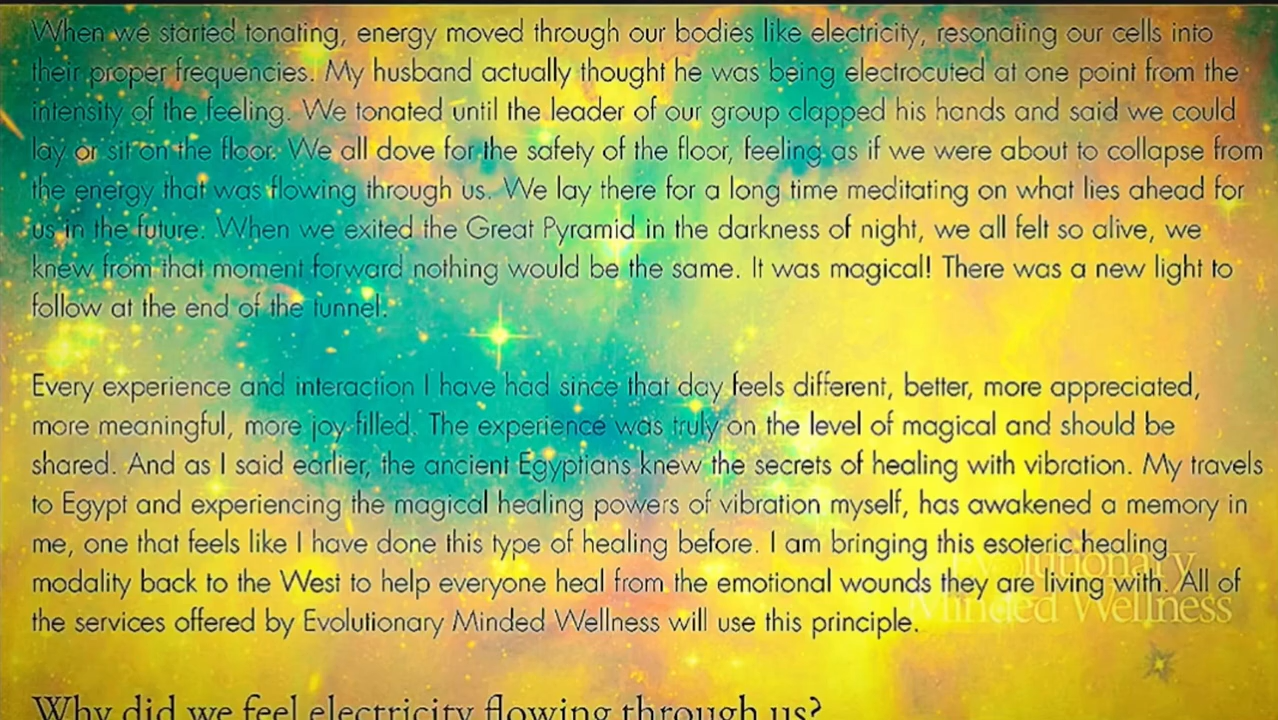 When we started tonating, energy moved through our bodies like electricity, resonating our cells into
their proper frequencies. My husband actually thought he was being electrocuted at one point from the
intensity of the feeling. We tonated until the leader of our group clapped his hands and said we could
lay or sit on the floor. We all dove for the safety of the floor, feeling as if we were about to collapse from
the energy that was flowing through us. We lay there for a long time meditating on what lies ahead for
us in the future. When we exited the Great Pyramid in the darkness of night, we all felt so alive, we
knew from that moment forward nothing would be the same. It was magical! There was a new light to
follow at the end of the tunnel.
Every experience and interaction I have had since that day feels different, better, more appreciated,
more meaningful, more joy-filled. The experience was truly on the level of magical and should be
shared. And as I said earlier, the ancient Egyptians knew the secrets of healing with vibration. My travels
to Egypt and experiencing the magical healing powers of vibration myself, has awakened a memory in
me, one that feels like I have done this type of healing before. I am bringing this esoteric healing
modality back to the West to help everyone heal from the emotional wounds they are living with. All of
the services offered by Evolutionary Minded Wellness will use this principle.
Evolutionary
Minded Wellness
Why did we feel electricity flowing through us?